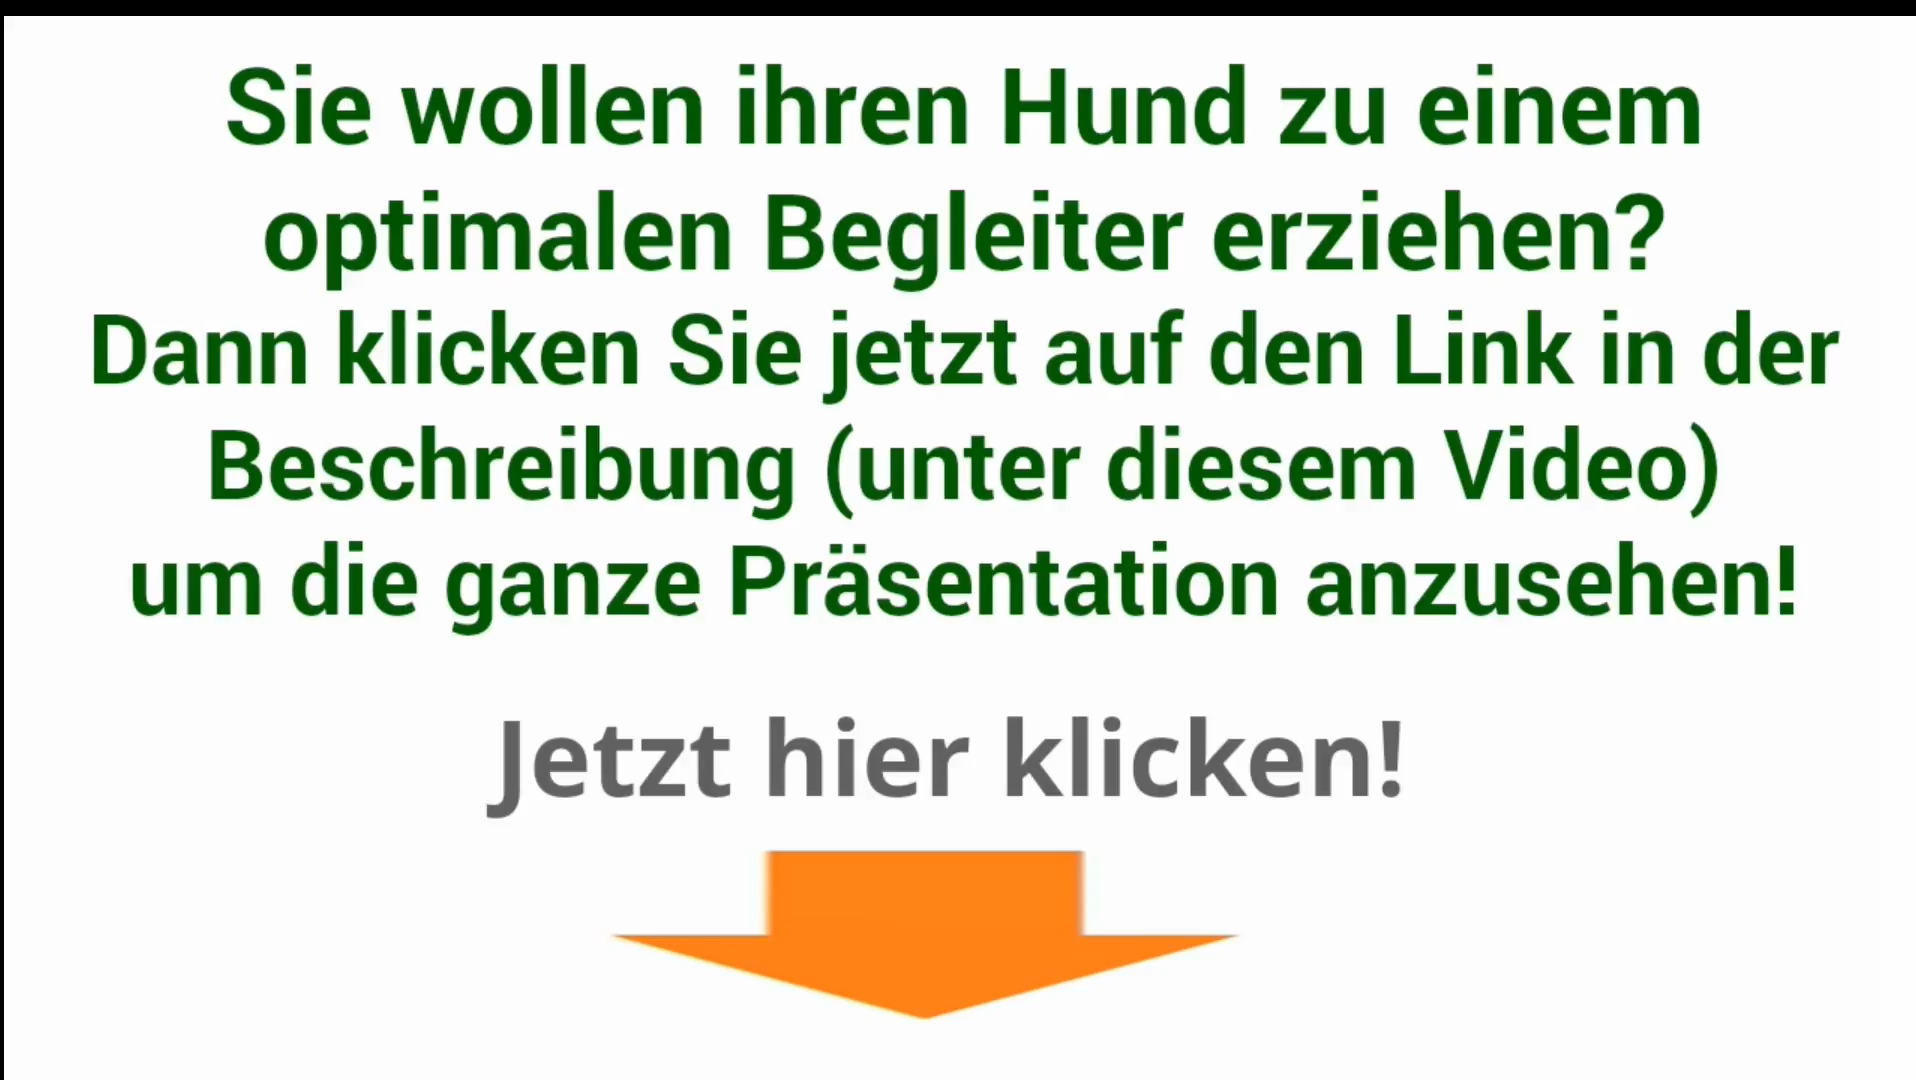 Sie wollen ihren Hund zu einem
optimalen Begleiter erziehen?
Dann klicken Sie jetzt auf den Link in der
Beschreibung (unter diesem Video)
um die ganze Präsentation anzusehen!
Jetzt hier klicken!